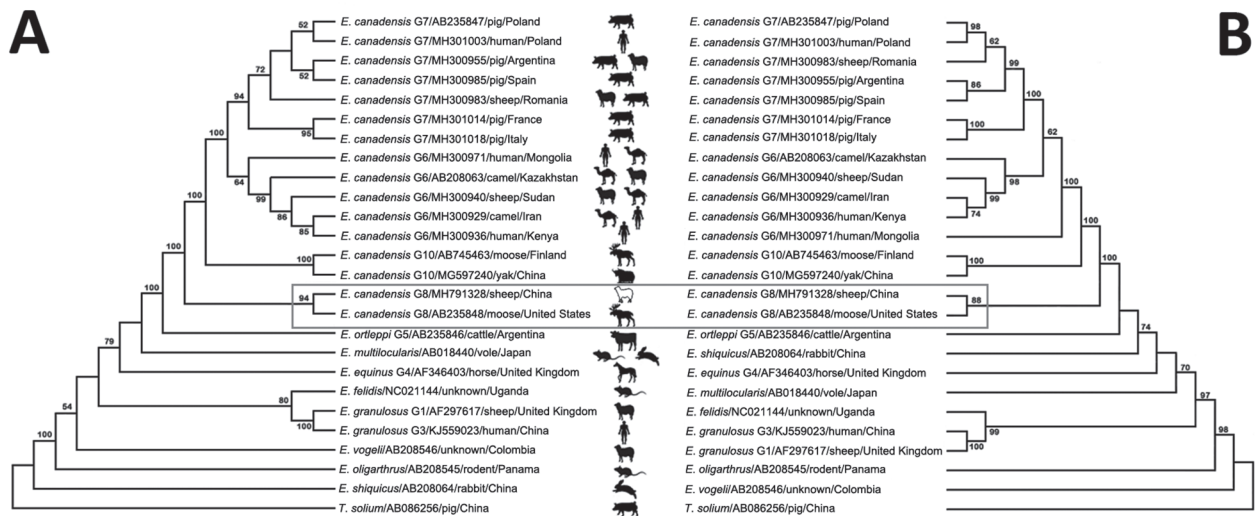 A
B
52
E. canadensis G7/AB235847/pig/Poland
E. canadensis G7/MH301003/human/Poland
52
E. canadensis G7/MH300955/pig/Argentina
E. canadensis G7/MH300985/pig/Spain
72
E. canadensis G7/MH300983/sheep/Romania
94
95
E. canadensis G7/MH301014/pig/France
E. canadensis G7/MH301018/pig/Italy
100
E. canadensis G6/MH300971/human/Mongolia
64
E. canadensis G6/AB208063/camel/Kazakhstan
99
E. canadensis G6/MH300940/sheep/Sudan
86
E. canadensis G6/MH300929/camel/Iran
85
E. canadensis G6/MH300936/human/Kenya
100
100
E. canadensis G10/AB745463/moose/Finland
E. canadensis G10/MG597240/yak/China
100
94
E. canadensis G8/MH791328/sheep/China
E. canadensis G8/AB235848/moose/United States
100
E. ortleppi G5/AB235846/cattle/Argentina
E. multilocularis/AB018440/vole/Japan
79
E. equinus G4/AF346403/horse/United Kingdom
80
E. felidis/NC021144/unknown/Uganda
E. granulosus G1/AF297617/sheep/United Kingdom
100
E. granulosus G3/KJ559023/human/China
54
E. vogeli/AB208546/unknown/Colombia
100
E. oligarthrus/AB208545/rodent/Panama
E. shiquicus/AB208064/rabbit/China
T. solium/AB086256/pig/China
E. canadensis G7/AB235847/pig/Poland
98
E. canadensis G7/MH301003/human/Poland
62
E. canadensis G7/MH300983/sheep/Romania
99
E. canadensis G7/MH300955/pig/Argentina
86
E. canadensis G7/MH300985/pig/Spain
100
E. canadensis G7/MH301014/pig/France
100
E. canadensis G7/MH301018/pig/Italy
62
E. canadensis G6/AB208063/camel/Kazakhstan
98
E. canadensis G6/MH300940/sheep/Sudan
99
E. canadensis G6/MH300929/camel/Iran
74
E. canadensis G6/MH300936/human/Kenya
100
E. canadensis G6/MH300971/human/Mongolia
100
E. canadensis G10/AB745463/moose/Finland
100
E. canadensis G10/MG597240/yak/China
100
E. canadensis G8/MH791328/sheep/China
88
E. canadensis G8/AB235848/moose/United States
E. ortleppi G5/AB235846/cattle/Argentina
74
E. shiquicus/AB208064/rabbit/China
E. equinus G4/AF346403/horse/United Kingdom
70
E. multilocularis/AB018440/vole/Japan
97
E. felidis/NC021144/unknown/Uganda
99
E. granulosus G3/KJ559023/human/China
100
E. granulosus G1/AF297617/sheep/United Kingdom
98
E. oligarthrus/AB208545/rodent/Panama
E. vogeli/AB208546/unknown/Colombia
T. solium/AB086256/pig/China